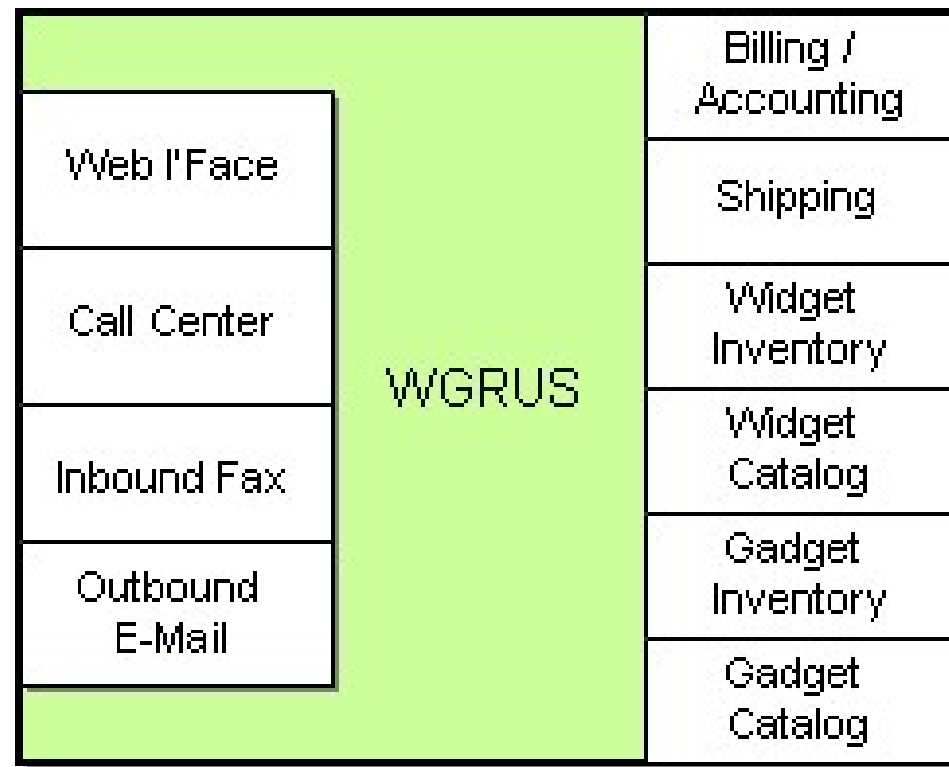 Web I'Face
Call Center
Inbound Fax
Outbound
E-Mail
WGRUS
Billing /
Accounting
Shipping
Widget
Inventory
Widget
Catalog
Gadget
Inventory
Gadget
Catalog